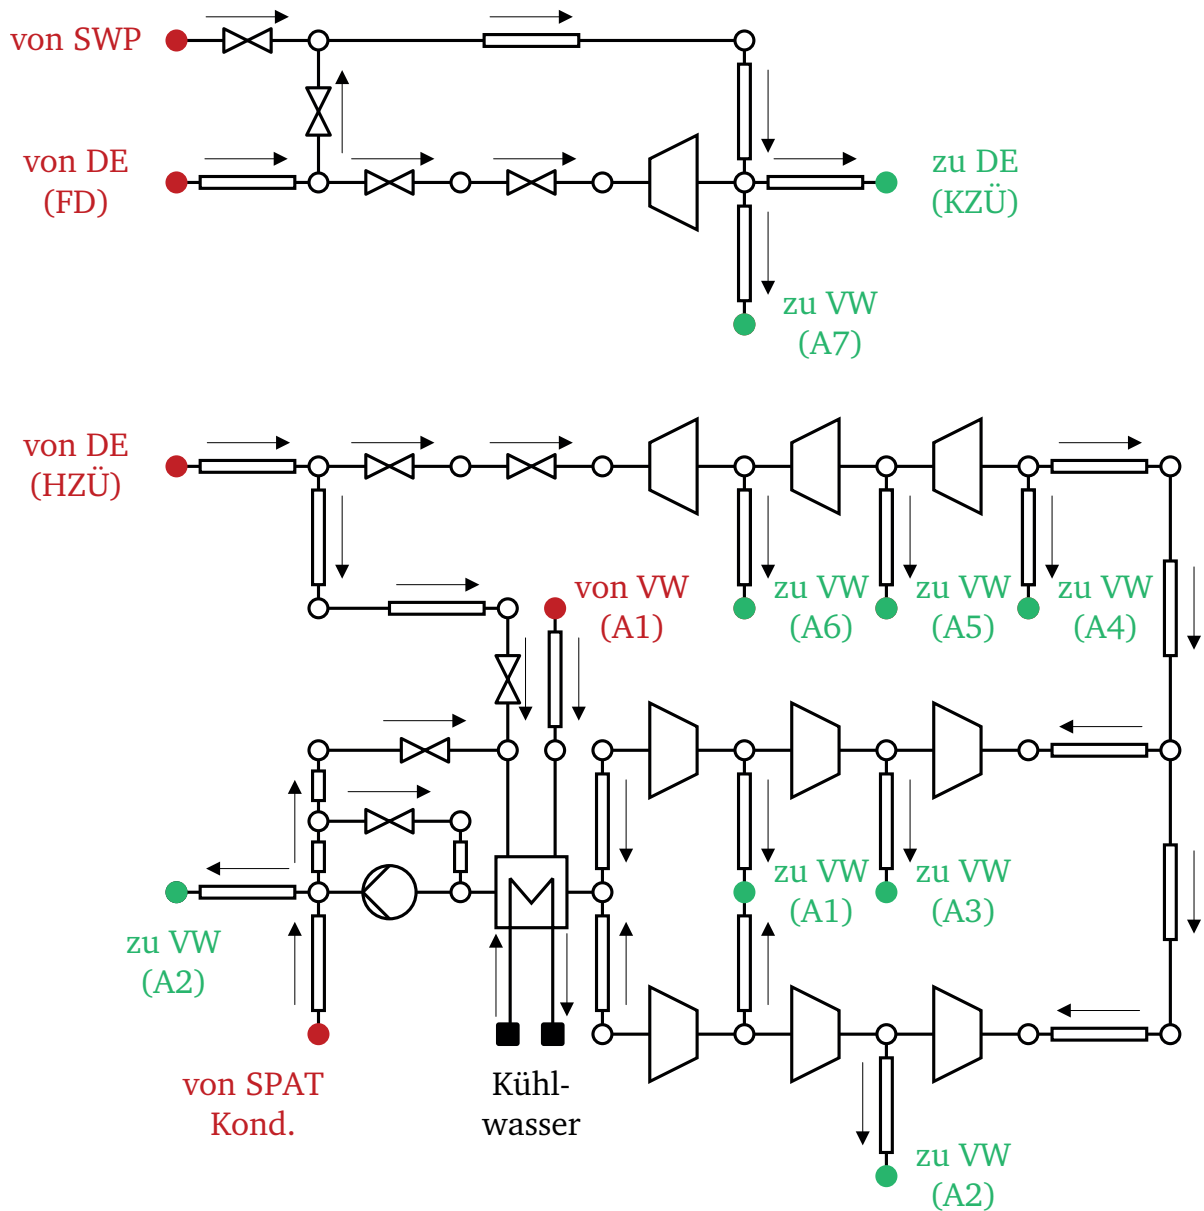 von SWP
von DE
(FD)
zu DE
(KZÜ)
zu VW
(A7)
von DE
(HZÜ)
von VW
(A1)
zu VW
(A6)
zu VW
(A5)
zu VW
(A4)
zu VW
(A1)
zu VW
(A3)
zu VW
(A2)
von SPAT
Kond.
Kühl-
wasser
zu VW
(A2)